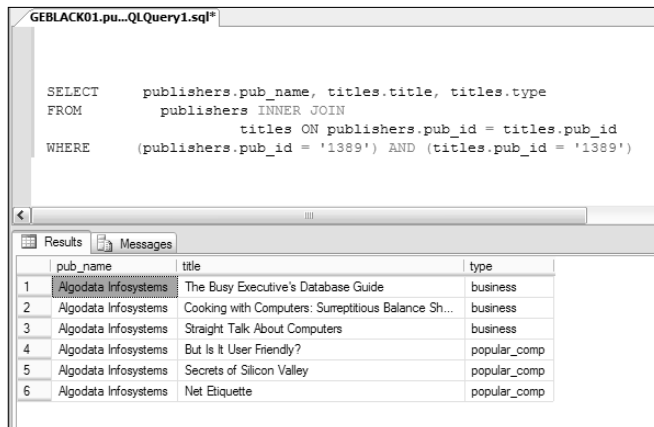 GEBLACK01.pu...QLQuery1.sql*
SELECT publishers.pub_name, titles.title, titles.type
FROM publishers INNER JOIN
titles ON publishers.pub_id = titles.pub_id
WHERE (publishers.pub_id = '1389') AND (titles.pub_id = '1389')
Results Messages
pub_name title type
1 Algodata Infosystems The Busy Executive's Database Guide business
2 Algodata Infosystems Cooking with Computers: Surreptitious Balance Sh... business
3 Algodata Infosystems Straight Talk About Computers business
4 Algodata Infosystems But Is It User Friendly? popular_comp
5 Algodata Infosystems Secrets of Silicon Valley popular_comp
6 Algodata Infosystems Net Etiquette popular_comp